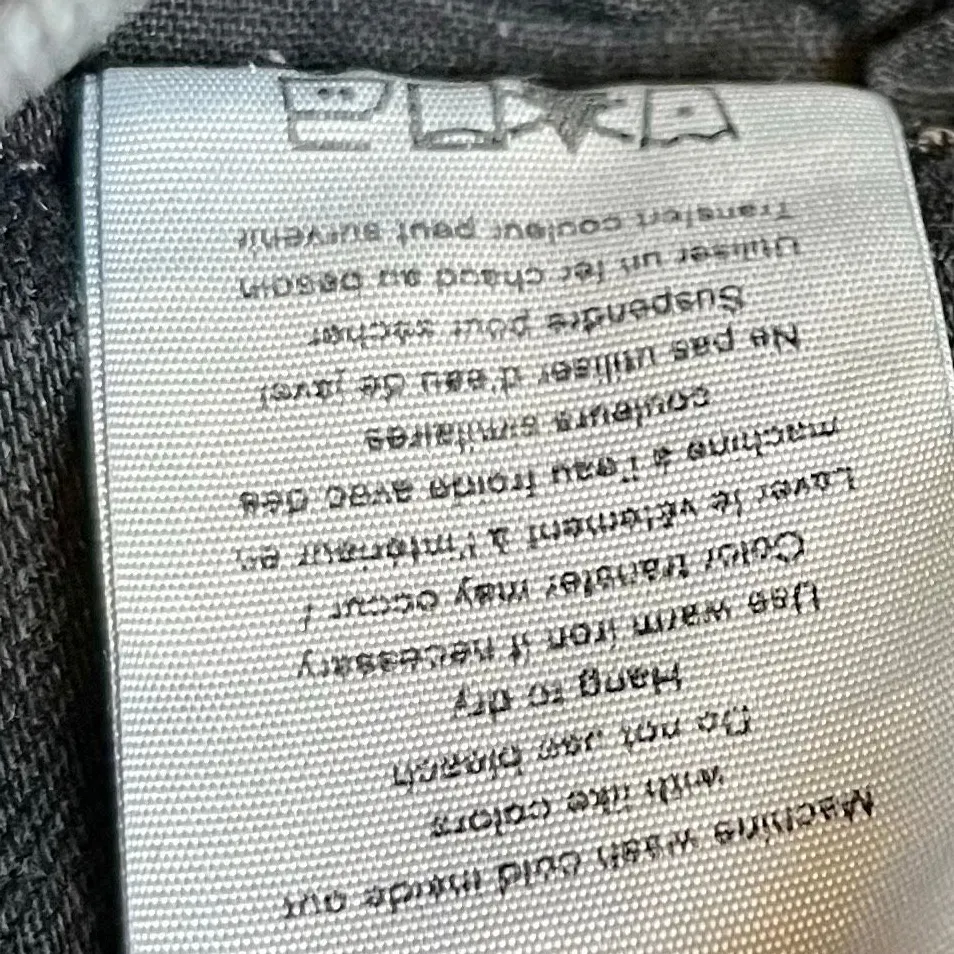 Machine wash cold inside out
with like colors
Do not use bleach
Hang to dry
Use warm iron if necessary
Color transfer may occur /
Laver le vêtement à l'intérieur en
machine à l'eau froide avec des
couleurs similaires
Ne pas utiliser d'eau de javel
Suspendre pour sécher
Utiliser un fer chaud au besoin
Transfert couleur peut survenir